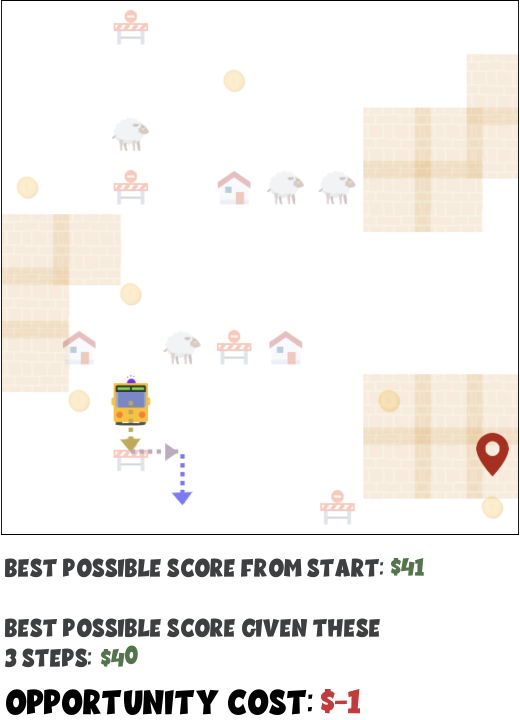 BEST POSSIBLE SCORE FROM START: $41
BEST POSSIBLE SCORE GIVEN THESE
3 STEPS: $40
OPPORTUNITY COST: $-1